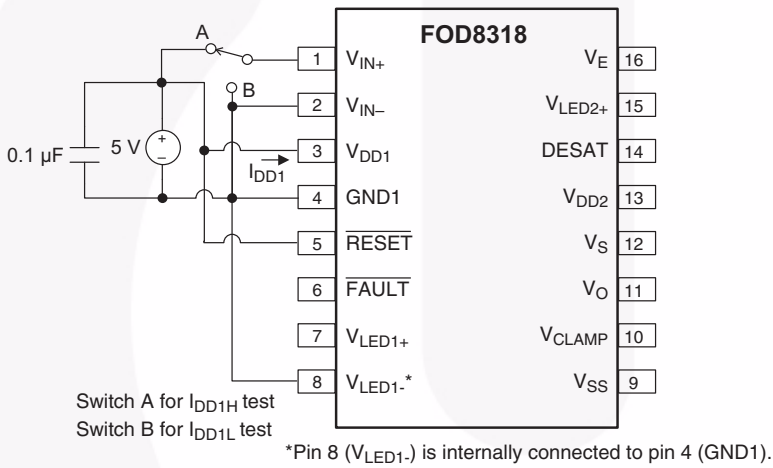 FOD8318
A
B
0.1 µF
5 V
+
–
I_DD1
1 V_IN+
2 V_IN–
3 V_DD1
4 GND1
5 RESET
6 FAULT
7 V_LED1+
8 V_LED1-*
V_E 16
V_LED2+ 15
DESAT 14
V_DD2 13
V_S 12
V_O 11
V_CLAMP 10
V_SS 9
Switch A for I_DD1H test
Switch B for I_DD1L test
*Pin 8 (V_LED1-) is internally connected to pin 4 (GND1).